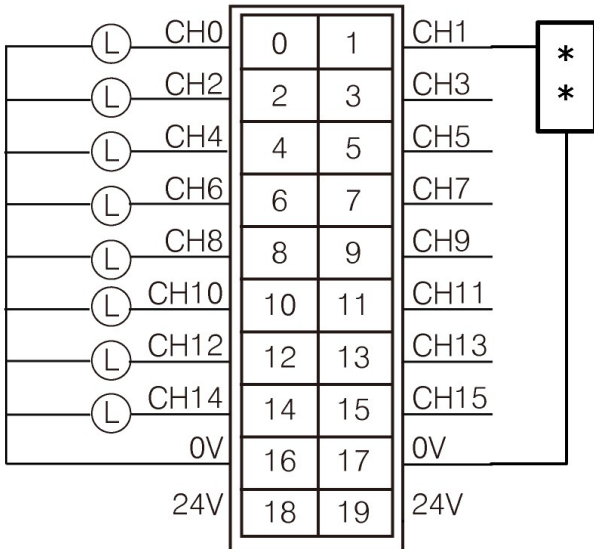 L CH0 0 1 CH1 *
L CH2 2 3 CH3 *
L CH4 4 5 CH5
L CH6 6 7 CH7
L CH8 8 9 CH9
L CH10 10 11 CH11
L CH12 12 13 CH13
L CH14 14 15 CH15
0V 16 17 0V
24V 18 19 24V